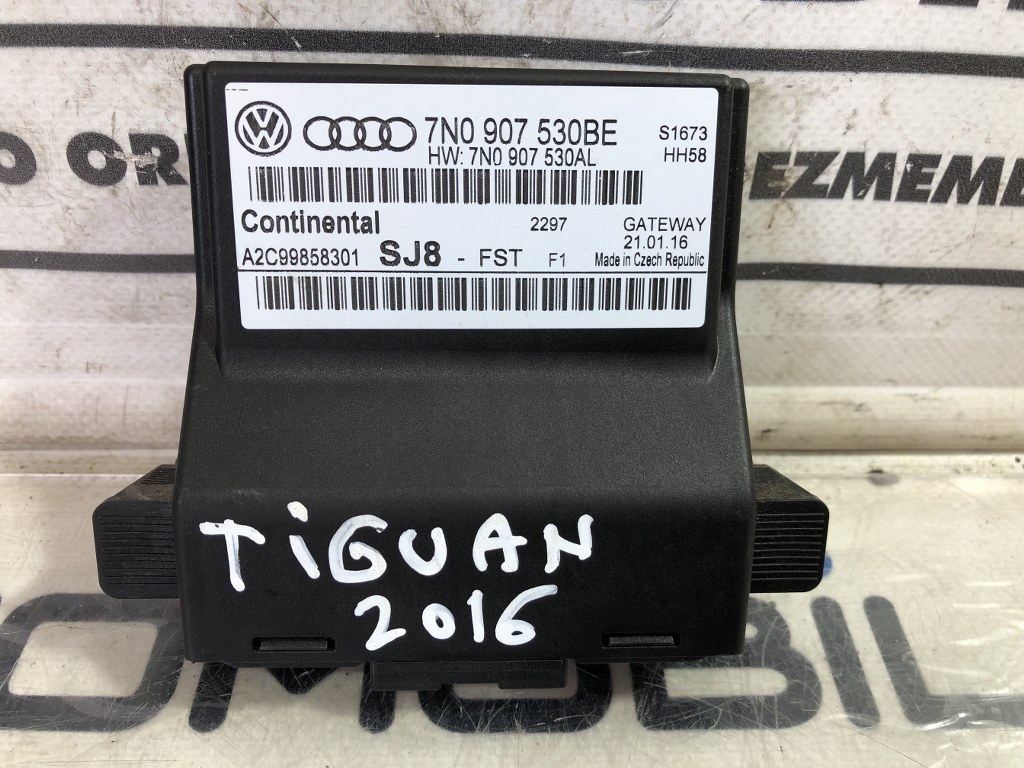 7N0 907 530BE
HW: 7N0 907 530AL
S1673
HH58
Continental
2297
GATEWAY
21.01.16
A2C99858301 SJ8 - FST F1
Made in Czech Republic
TiGUAN
2016